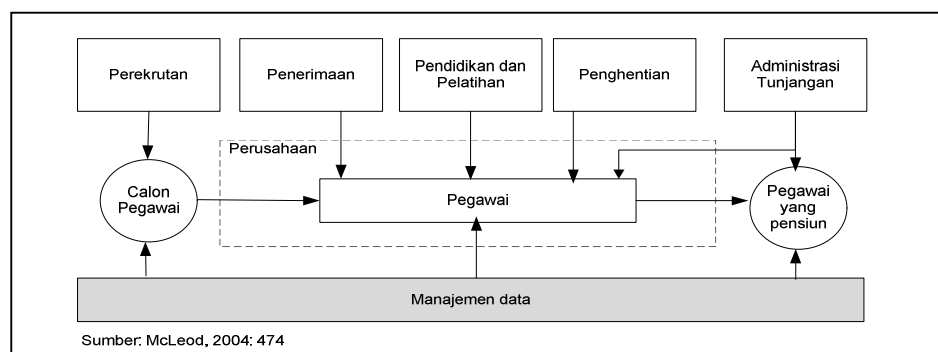 Perekrutan
Penerimaan
Pendidikan dan
Pelatihan
Penghentian
Administrasi
Tunjangan
Perusahaan
Calon
Pegawai
Pegawai
Pegawai
yang
pensiun
Manajemen data
Sumber: McLeod, 2004: 474